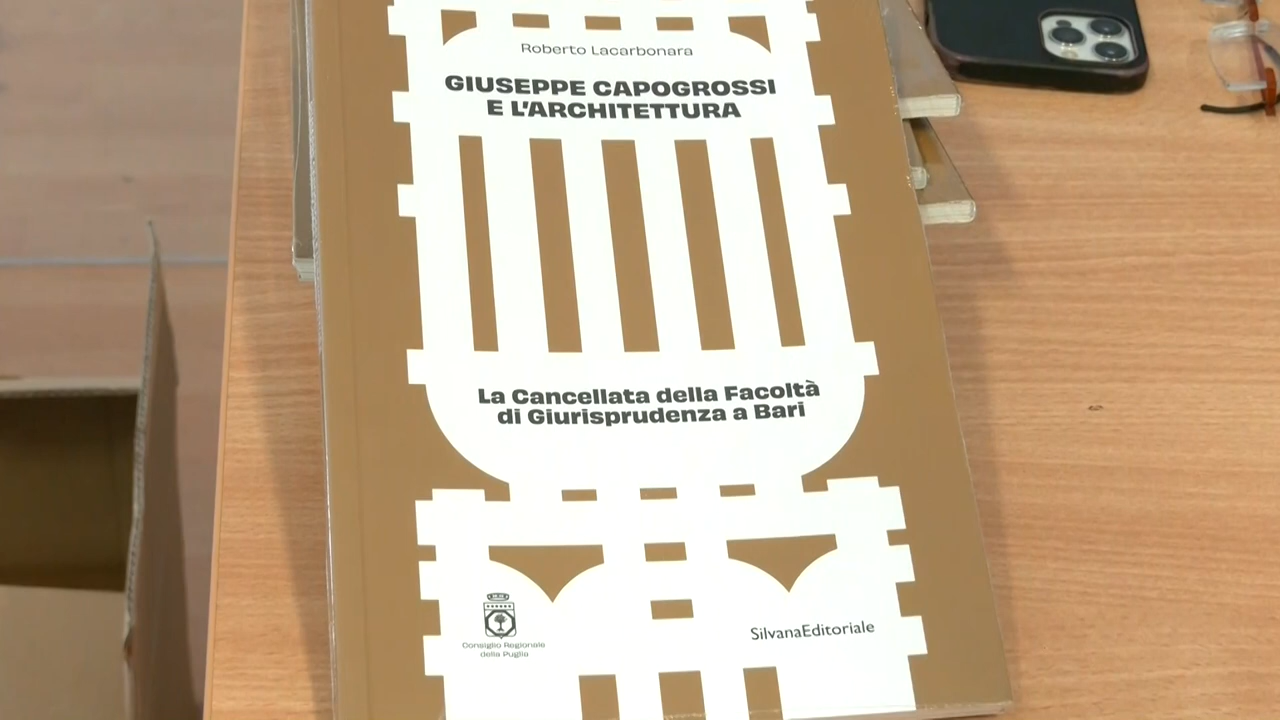 Roberto Lacarbonara
GIUSEPPE CAPOGROSSI
E L'ARCHITETTURA
La Cancellata della Facoltà
di Giurisprudenza a Bari
Consiglio Regionale
della Puglia
SilvanaEditoriale